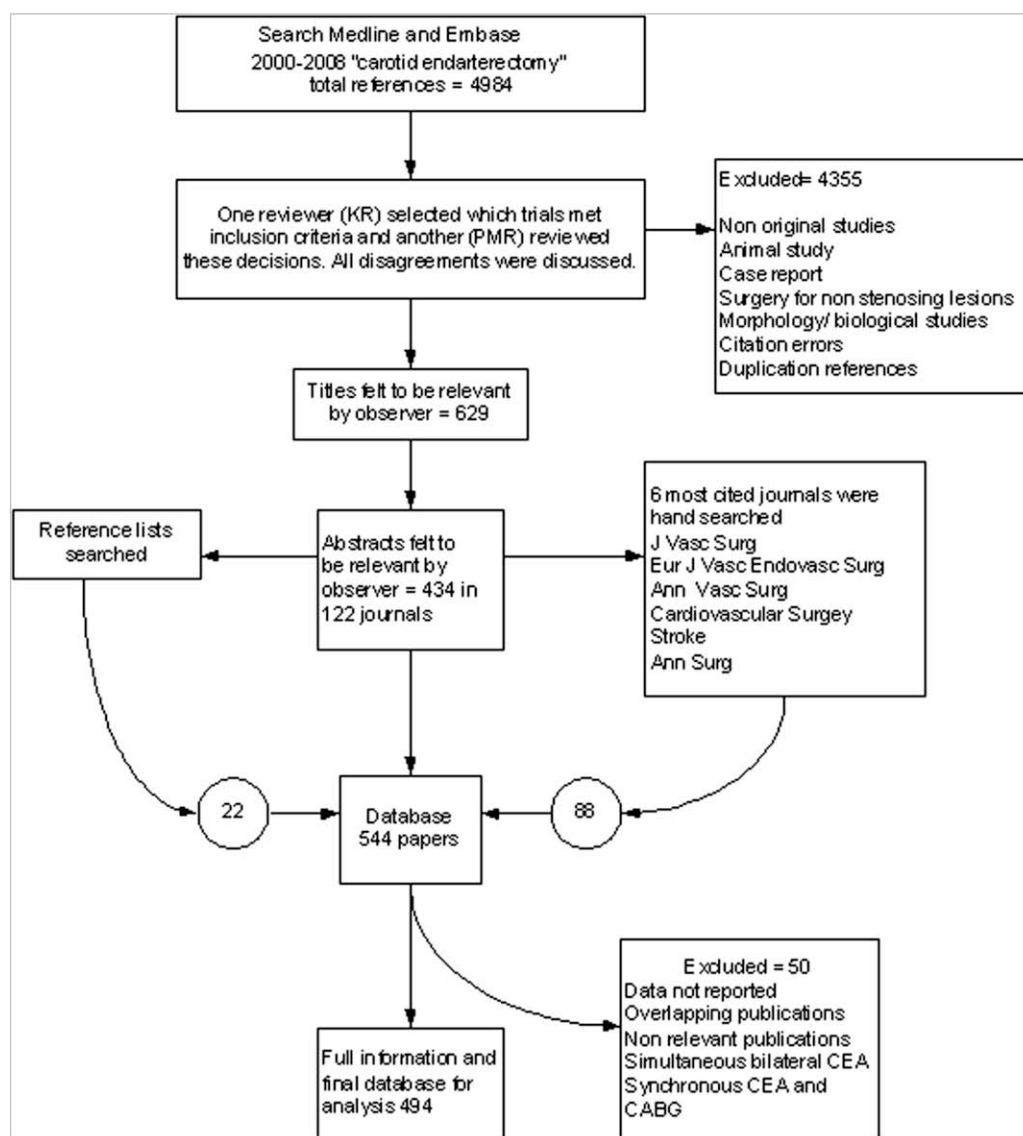 Search Medline and Embase
2000-2008 "carotid endarterectomy"
total references = 4984
One reviewer (KR) selected which trials met
inclusion criteria and another (PMR) reviewed
these decisions. All disagreements were discussed.
Excluded= 4355
Non original studies
Animal study
Case report
Surgery for non stenosing lesions
Morphology/ biological studies
Citation errors
Duplication references
Titles felt to be relevant
by observer = 629
Reference lists
searched
Abstracts felt to
be relevant by
observer = 434 in
122 journals
6 most cited journals were
hand searched
J Vasc Surg
Eur J Vasc Endovasc Surg
Ann Vasc Surg
Cardiovascular Surgey
Stroke
Ann Surg
22
Database
544 papers
88
Excluded = 50
Data not reported
Overlapping publications
Non relevant publications
Simultaneous bilateral CEA
Synchronous CEA and
CABG
Full information and
final database for
analysis 494